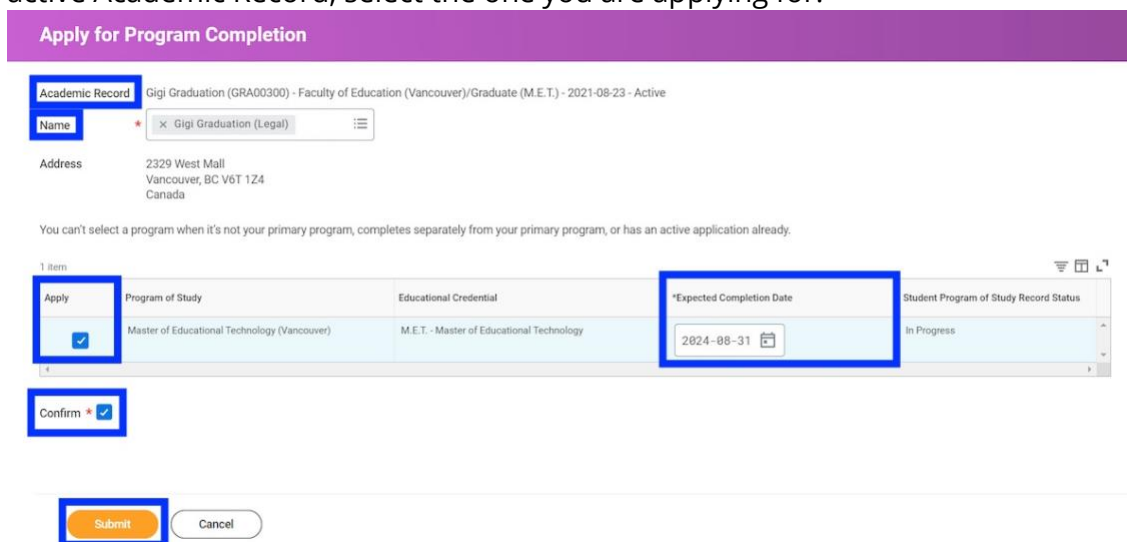 active Academic Record, select the one you are applying for.
Apply for Program Completion
Academic Record Gigi Graduation (GRA00300) - Faculty of Education (Vancouver)/Graduate (M.E.T.) - 2021-08-23 - Active
Name * × Gigi Graduation (Legal)
Address 2329 West Mall
Vancouver, BC V6T 1Z4
Canada
You can't select a program when it's not your primary program, completes separately from your primary program, or has an active application already.
1 item
Apply Program of Study Educational Credential *Expected Completion Date Student Program of Study Record Status
Master of Educational Technology (Vancouver) M.E.T. - Master of Educational Technology 2024-08-31 In Progress
Confirm *
Submit Cancel